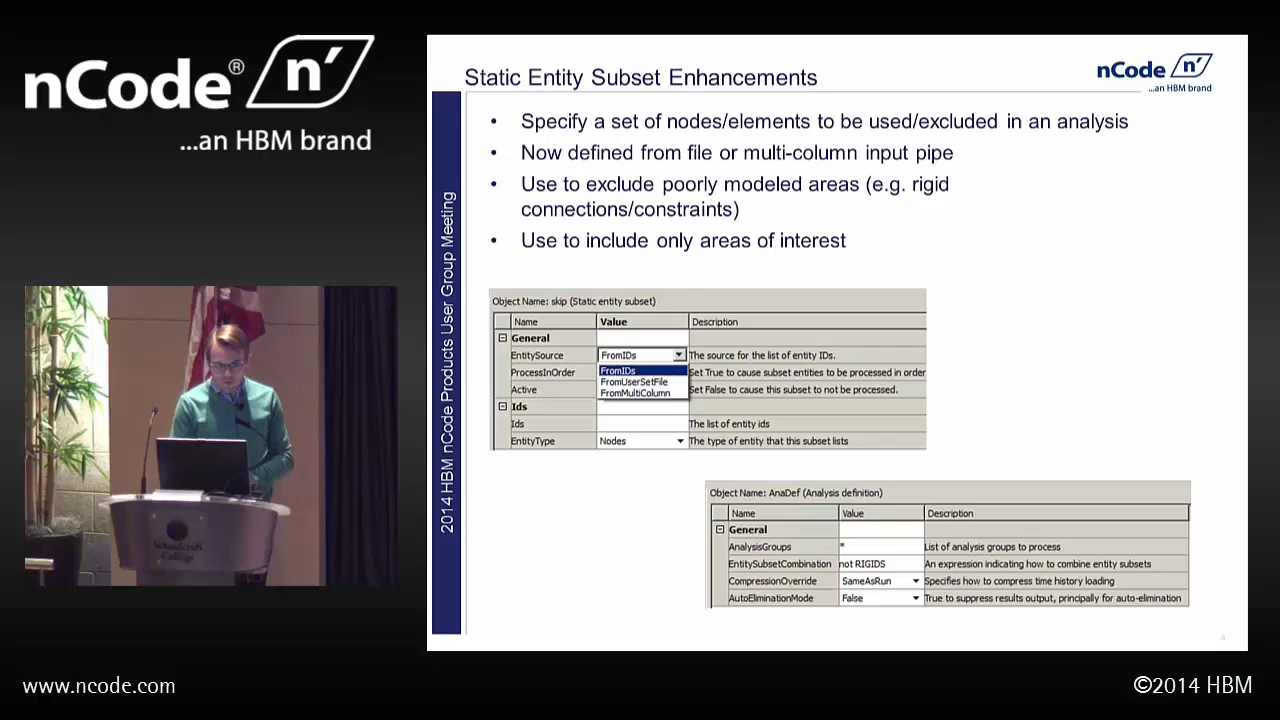 nCode® n'
...an HBM brand
Static Entity Subset Enhancements
nCode n'
...an HBM brand
• Specify a set of nodes/elements to be used/excluded in an analysis
• Now defined from file or multi-column input pipe
• Use to exclude poorly modeled areas (e.g. rigid
connections/constraints)
• Use to include only areas of interest
2014 HBM nCode Products User Group Meeting
Object Name: skip (Static entity subset)
Name Value Description
General
EntitySource FromIDs The source for the list of entity IDs.
FromIDs
ProcessInOrder Set True to cause subset entities to be processed in order
FromUserSetFile
Active Set False to cause this subset to not be processed.
FromMultiColumn
Ids
Ids The list of entity ids
EntityType Nodes The type of entity that this subset lists
Object Name: AnaDef (Analysis definition)
Name Value Description
General
AnalysisGroups * List of analysis groups to process
EntitySubsetCombination not RIGIDS An expression indicating how to combine entity subsets
CompressionOverride SameAsRun Specifies how to compress time history loading
AutoEliminationMode False True to suppress results output, principally for auto-elimination
4
Schoolcraft
College
www.ncode.com
©2014 HBM